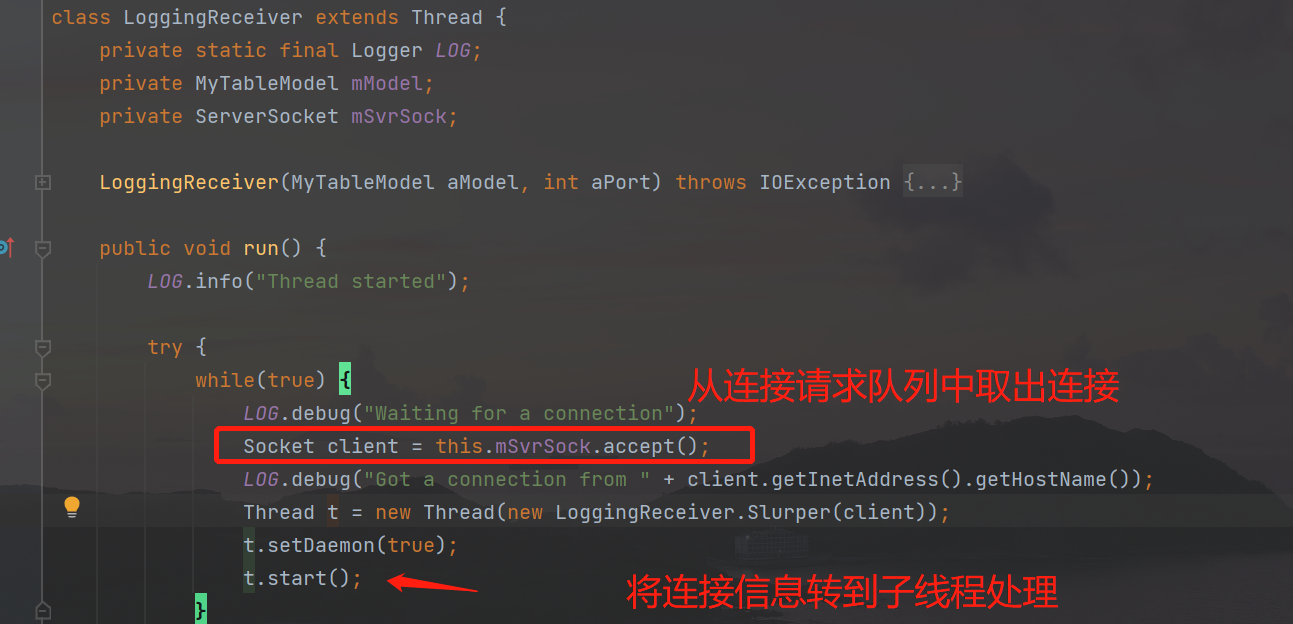 class LoggingReceiver extends Thread {
private static final Logger LOG;
private MyTableModel mModel;
private ServerSocket mSvrSock;
LoggingReceiver(MyTableModel aModel, int aPort) throws IOException {...}
public void run() {
LOG.info("Thread started");
try {
while(true) {
从连接请求队列中取出连接
LOG.debug("Waiting for a connection");
Socket client = this.mSvrSock.accept();
LOG.debug("Got a connection from " + client.getInetAddress().getHostName());
Thread t = new Thread(new LoggingReceiver.Slurper(client));
t.setDaemon(true);
t.start();
将连接信息转到子线程处理
}